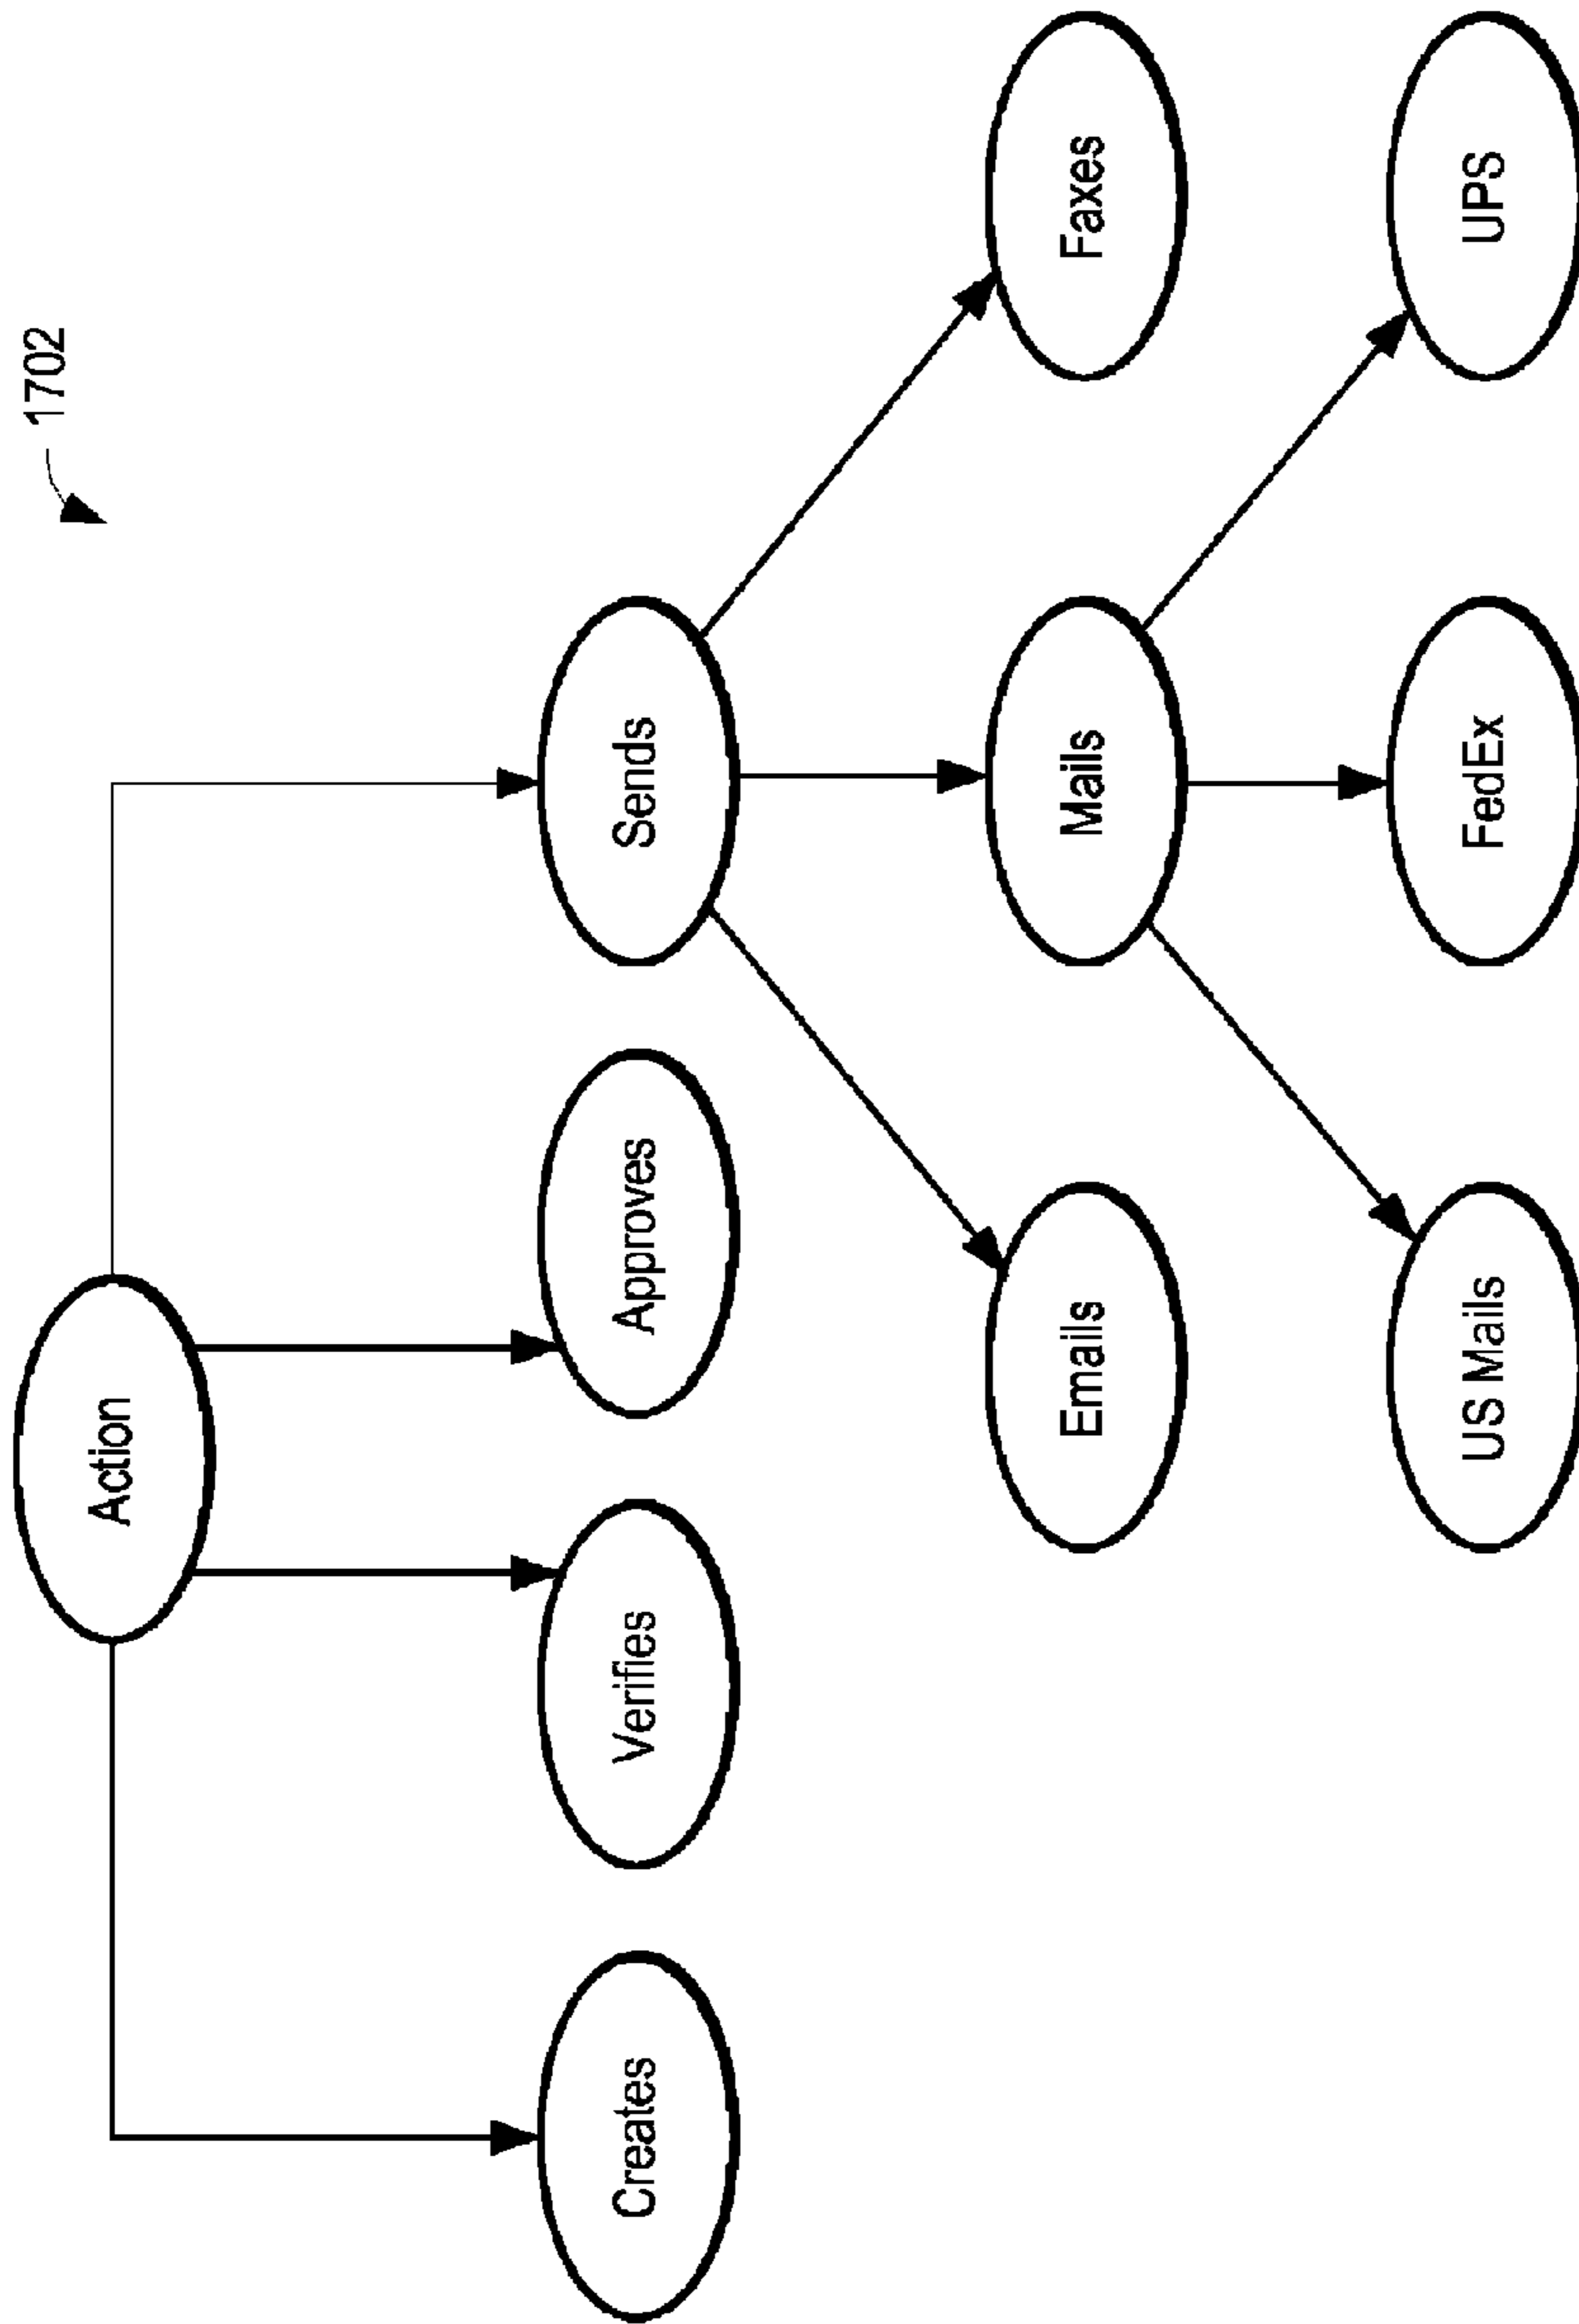 1702
Action
Creates
Verifies
Approves
Sends
Emails
Mails
Faxes
US Mails
FedEx
UPS